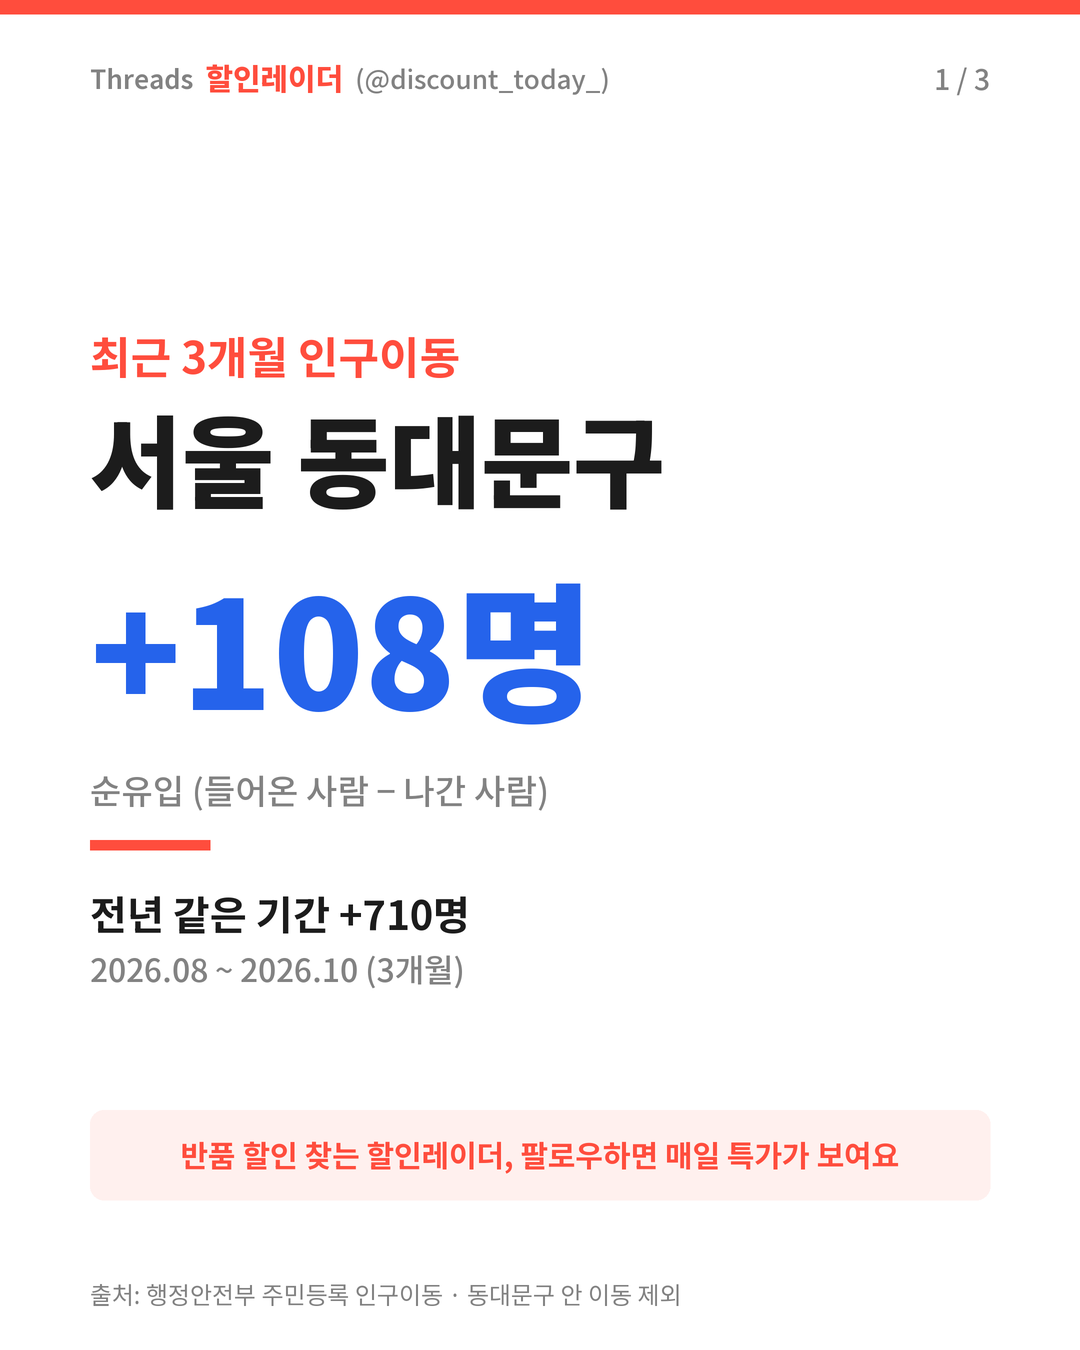 Threads 할인레이더 (@discount_today_)
1 / 3
최근 3개월 인구이동
서울 동대문구
+108명
순유입 (들어온 사람 – 나간 사람)
전년 같은 기간 +710명
2026.08 ~ 2026.10 (3개월)
반품 할인 찾는 할인레이더, 팔로우하면 매일 특가가 보여요
출처: 행정안전부 주민등록 인구이동 · 동대문구 안 이동 제외